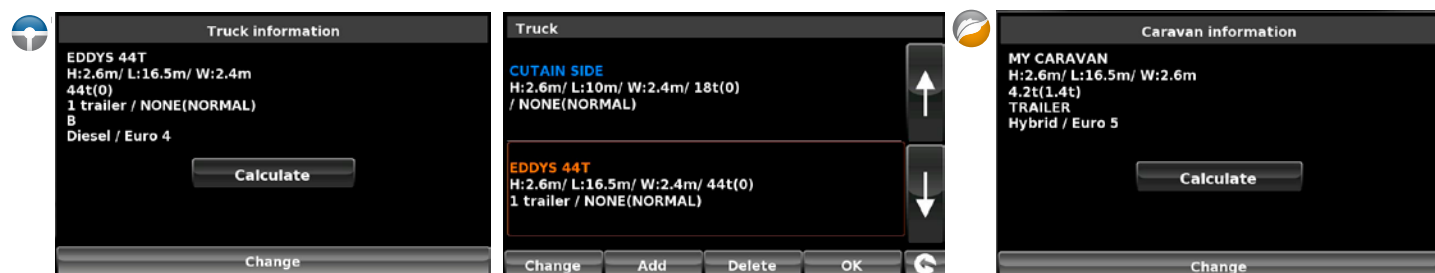 Truck information
EDDYS 44T
H:2.6m/ L:16.5m/ W:2.4m
44t(0)
1 trailer / NONE(NORMAL)
B
Diesel / Euro 4
Calculate
Change
Truck
CUTAIN SIDE
H:2.6m/ L:10m/ W:2.4m/ 18t(0)
/ NONE(NORMAL)
EDDYS 44T
H:2.6m/ L:16.5m/ W:2.4m/ 44t(0)
1 trailer / NONE(NORMAL)
Change Add Delete OK
Caravan information
MY CARAVAN
H:2.6m/ L:16.5m/ W:2.6m
4.2t(1.4t)
TRAILER
Hybrid / Euro 5
Calculate
Change